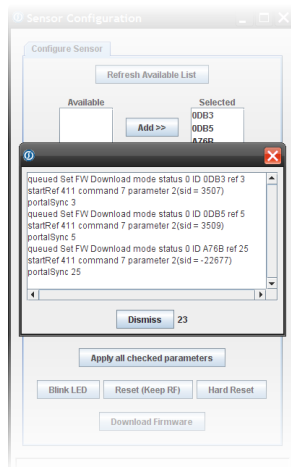 Sensor Configuration
Configure Sensor
Refresh Available List
Available Selected
Add >>
0DB3
0DB5
A76B
queued Set FW Download mode status 0 ID 0DB3 ref 3
startRef 411 command 7 parameter 2(sid = 3507)
portalSync 3
queued Set FW Download mode status 0 ID 0DB5 ref 5
startRef 411 command 7 parameter 2(sid = 3509)
portalSync 5
queued Set FW Download mode status 0 ID A76B ref 25
startRef 411 command 7 parameter 2(sid = -22677)
portalSync 25
Dismiss 23
Apply all checked parameters
Blink LED Reset (Keep RF) Hard Reset
Download Firmware